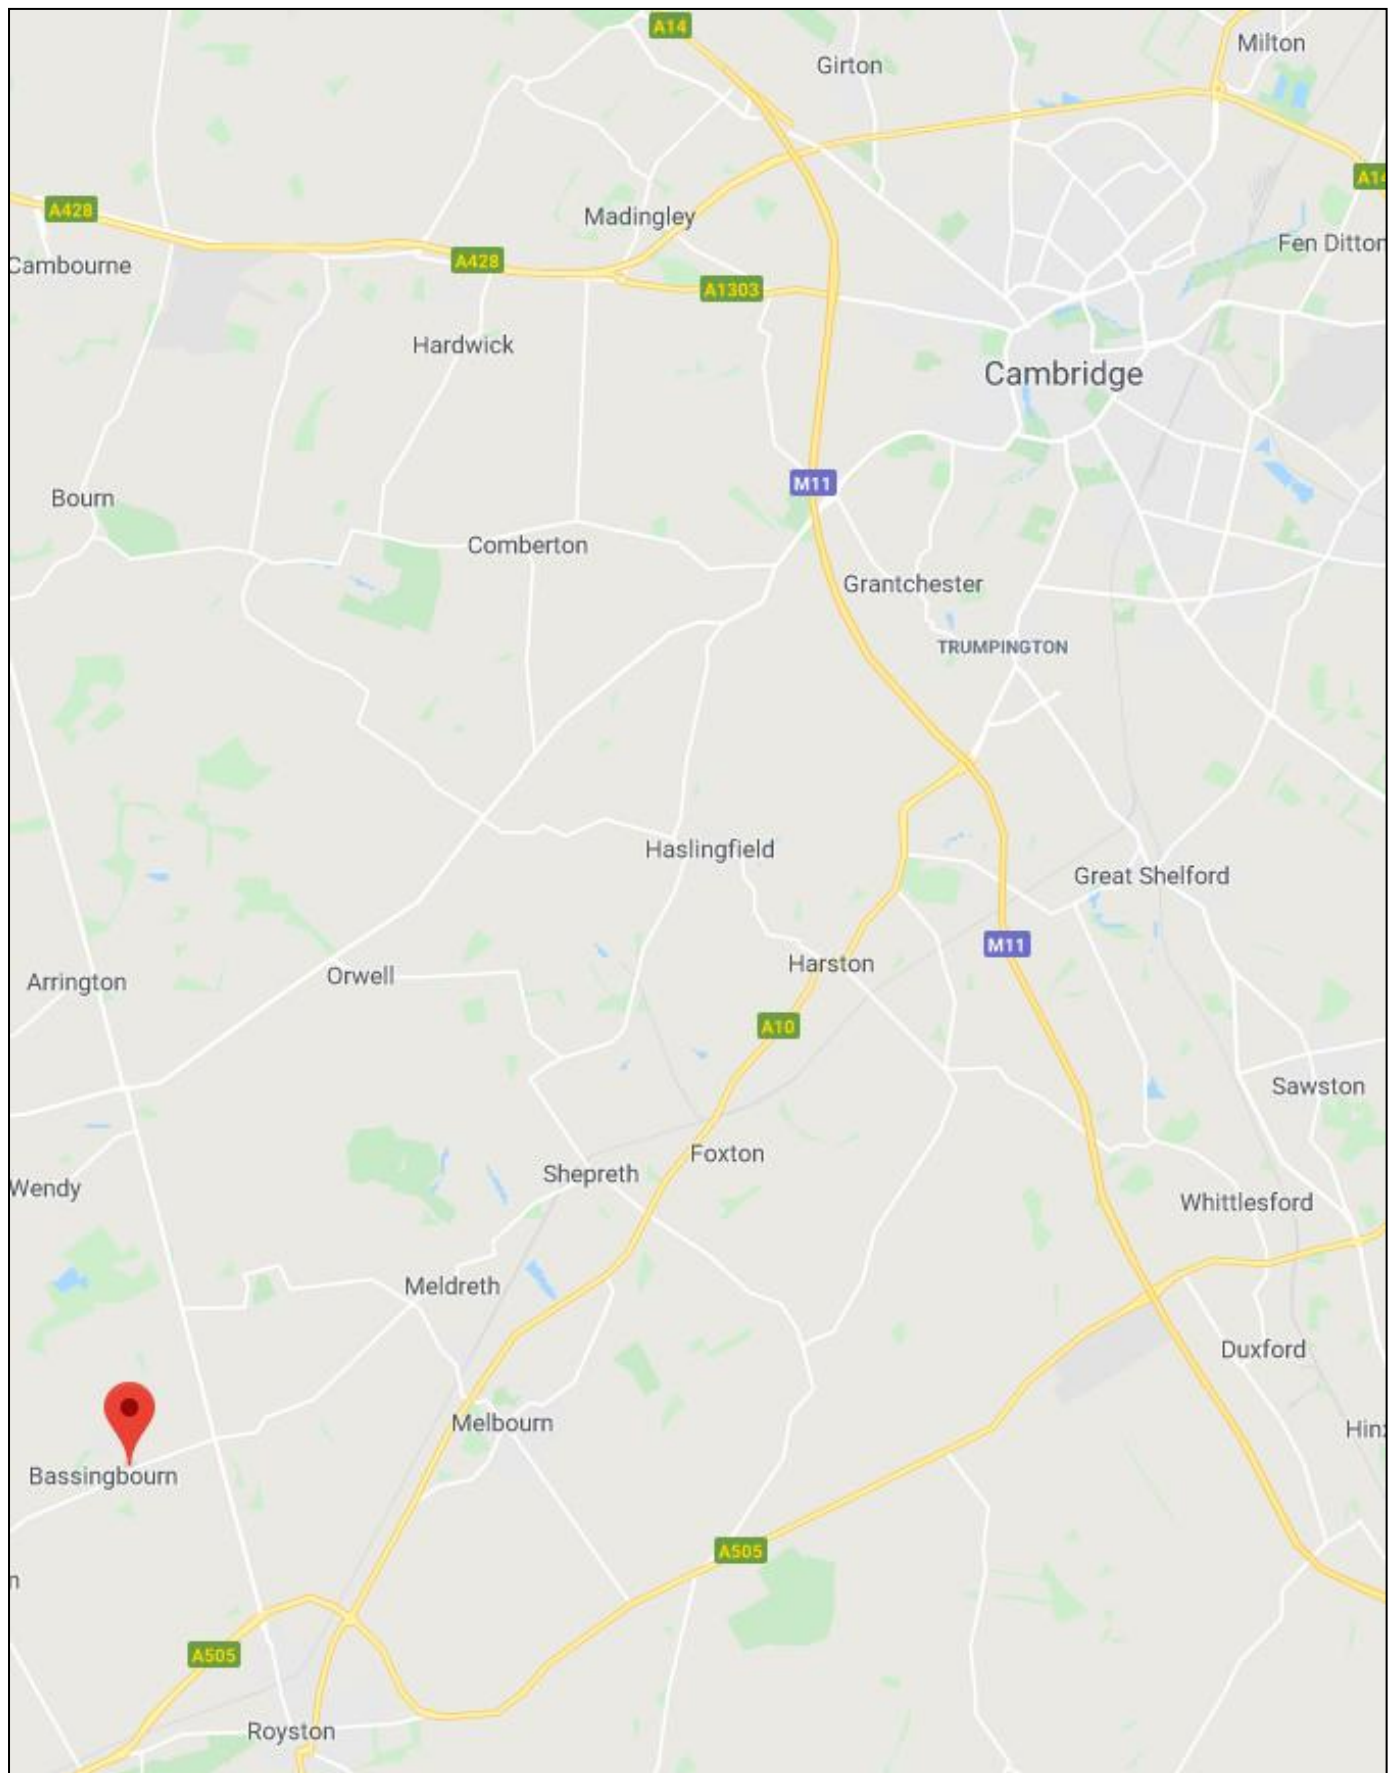 A14
Milton
Girton
A14
A428
Madingley
Fen Ditton
Cambourne
A428
A1303
Hardwick
Cambridge
M11
Bourn
Comberton
Grantchester
TRUMPINGTON
Haslingfield
Great Shelford
M11
Harston
Orwell
Arrington
A10
Sawston
Foxton
Shepreth
Wendy
Whittlesford
Meldreth
Duxford
Melbourn
Hinx
Bassingbourn
A505
n
A505
Royston